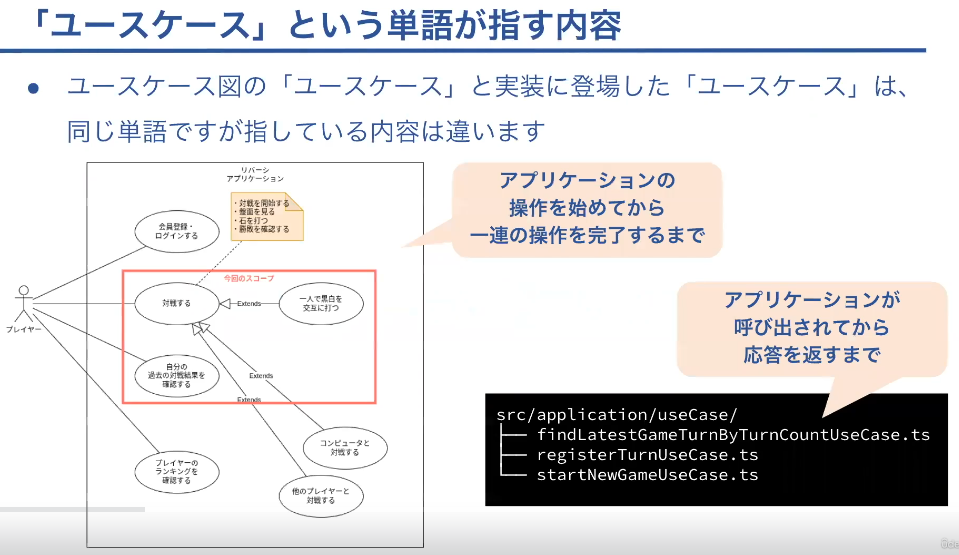 「ユースケース」という単語が指す内容
● ユースケース図の「ユースケース」と実装に登場した「ユースケース」は、
同じ単語ですが指している内容は違います
リバーシ
アプリケーション
・対戦を開始する
・盤面を見る
・石を打つ
・勝敗を確認する
会員登録・
ログインする
今回のスコープ
対戦する
Extends
一人で黒白を
交互に打つ
プレイヤー
自分の
過去の対戦結果を
確認する
Extends
Extends
コンピュータと
対戦する
プレイヤーの
ランキングを
確認する
他のプレイヤーと
対戦する
アプリケーションの
操作を始めてから
一連の操作を完了するまで
アプリケーションが
呼び出されてから
応答を返すまで
src/application/useCase/
├── findLatestGameTurnByTurnCountUseCase.ts
├── registerTurnUseCase.ts
└── startNewGameUseCase.ts